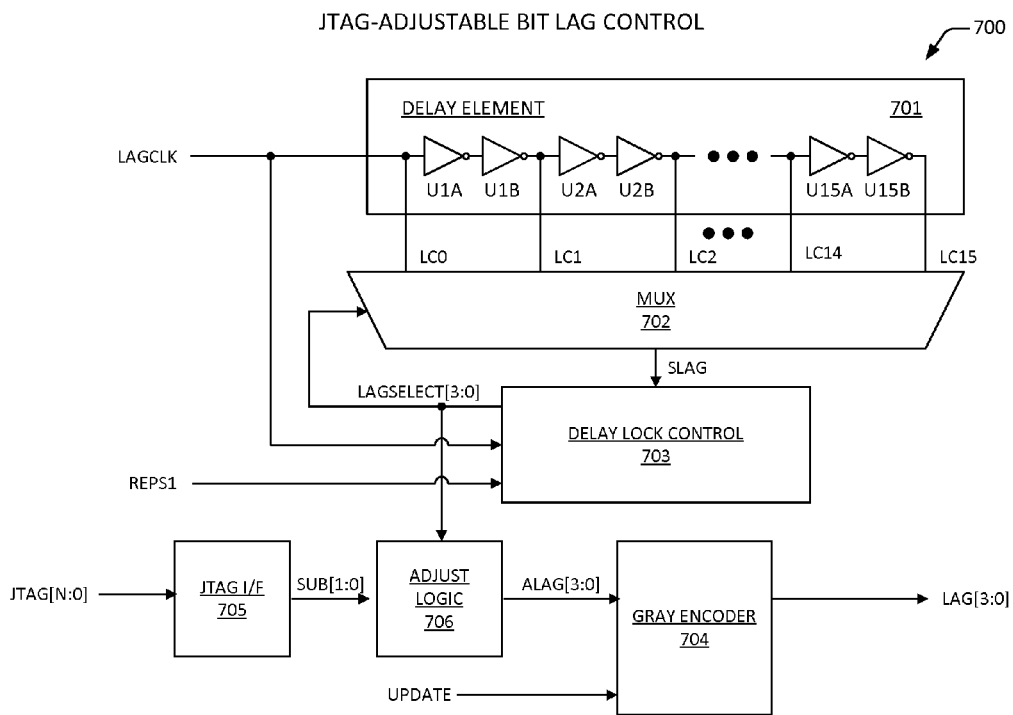 JTAG-ADJUSTABLE BIT LAG CONTROL
700
DELAY ELEMENT
701
LAGCLK
U1A
U1B
U2A
U2B
U15A
U15B
LC0
LC1
LC2
LC14
LC15
MUX
702
SLAG
LAGSELECT[3:0]
DELAY LOCK CONTROL
703
REPS1
JTAG[N:0]
JTAG I/F
705
SUB[1:0]
ADJUST
LOGIC
706
ALAG[3:0]
GRAY ENCODER
704
LAG[3:0]
UPDATE